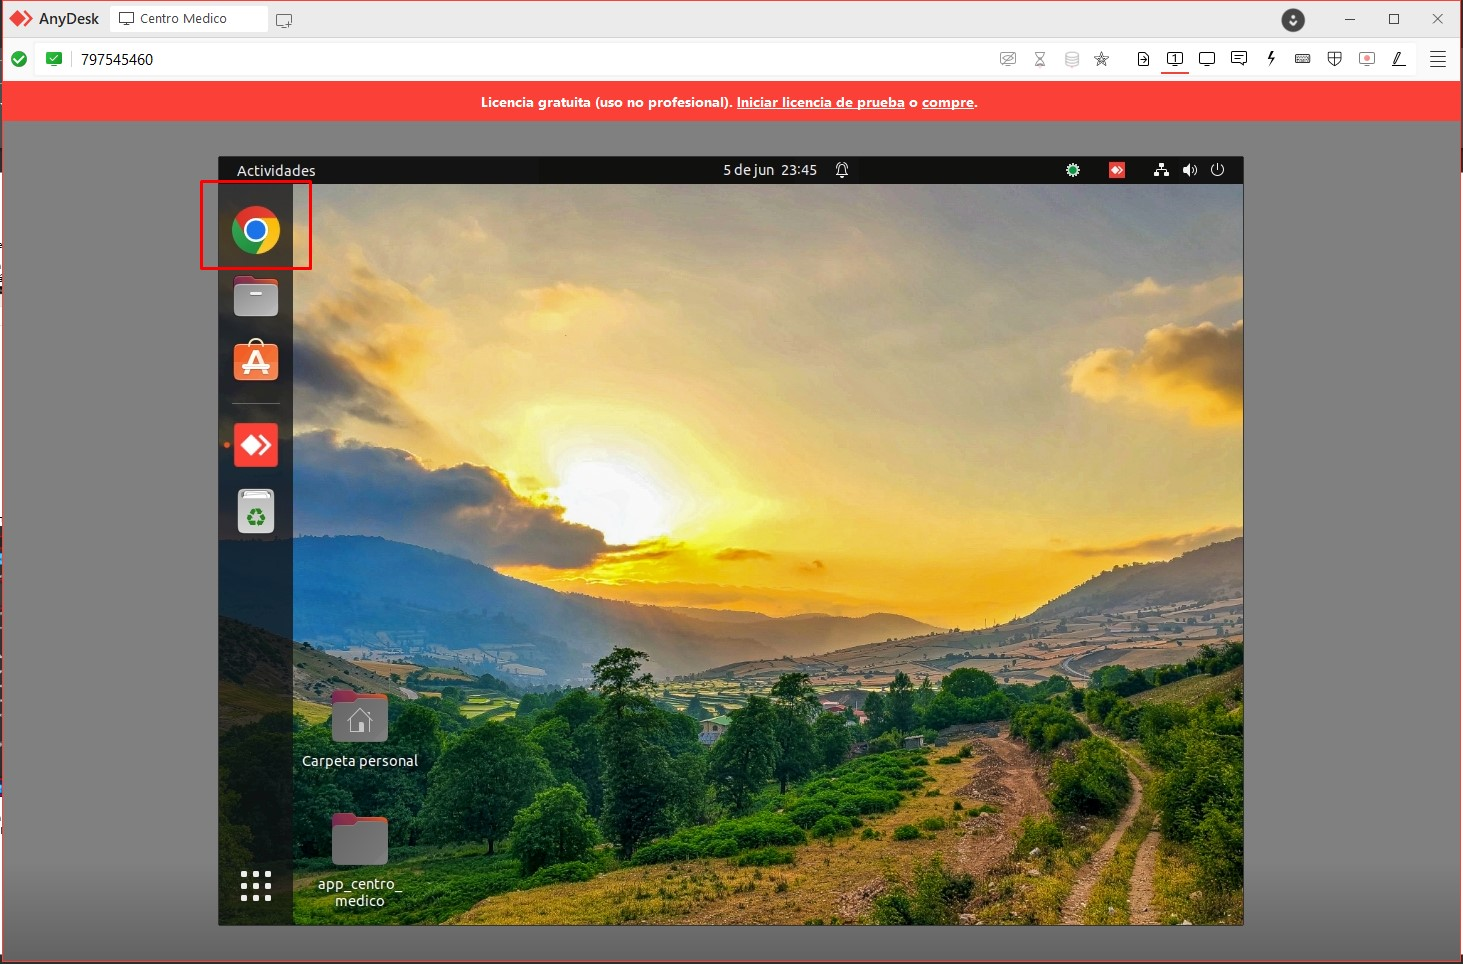 AnyDesk
Centro Medico
797545460
1
Licencia gratuita (uso no profesional). Iniciar licencia de prueba o compre.
Actividades
5 de jun 23:45
Carpeta personal
app_centro_
medico